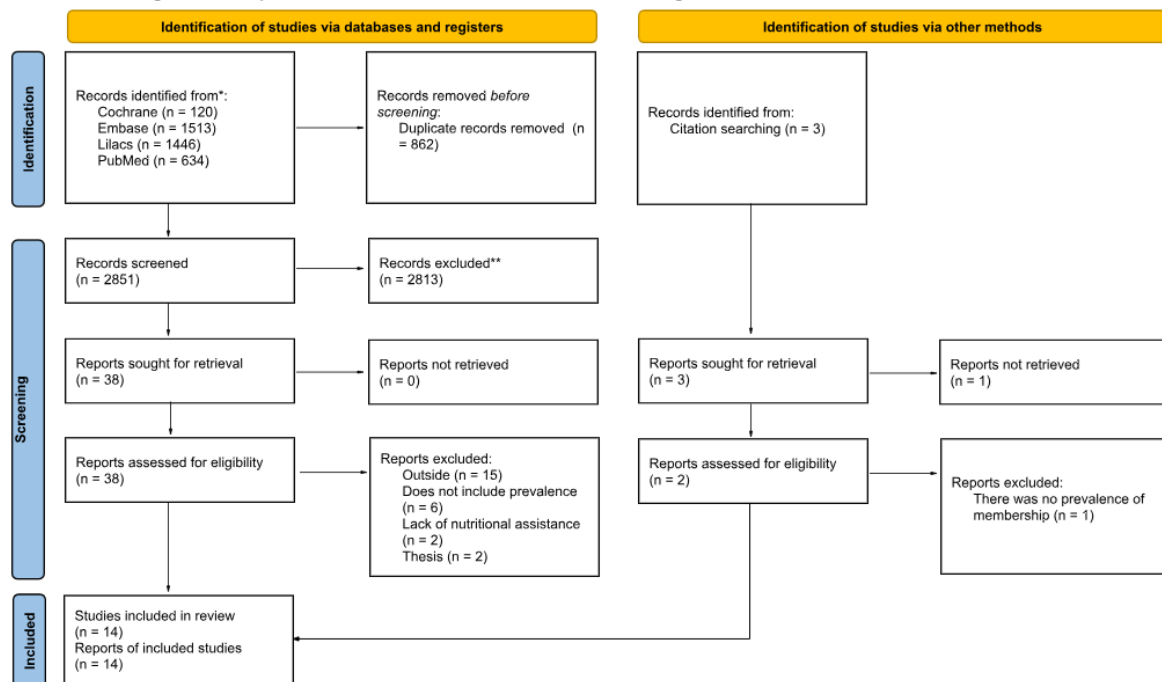 Identification of studies via databases and registers
Identification of studies via other methods
Identification
Records identified from*:
Cochrane (n = 120)
Embase (n = 1513)
Lilacs (n = 1446)
PubMed (n = 634)
Records removed before
screening:
Duplicate records removed (n
= 862)
Records identified from:
Citation searching (n = 3)
Screening
Records screened
(n = 2851)
Records excluded**
(n = 2813)
Reports sought for retrieval
(n = 38)
Reports not retrieved
(n = 0)
Reports sought for retrieval
(n = 3)
Reports not retrieved
(n = 1)
Reports assessed for eligibility
(n = 38)
Reports excluded:
Outside (n = 15)
Does not include prevalence
(n = 6)
Lack of nutritional assistance
(n = 2)
Thesis (n = 2)
Reports assessed for eligibility
(n = 2)
Reports excluded:
There was no prevalence of
membership (n = 1)
Included
Studies included in review
(n = 14)
Reports of included studies
(n = 14)